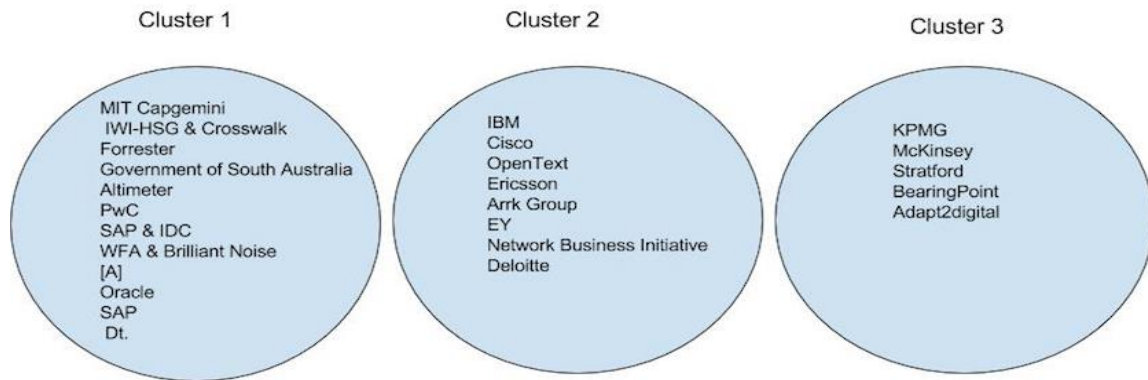 Cluster 1
MIT Capgemini
IWI-HSG & Crosswalk
Forrester
Government of South Australia
Altimeter
PwC
SAP & IDC
WFA & Brilliant Noise
[A]
Oracle
SAP
Dt.
Cluster 2
IBM
Cisco
OpenText
Ericsson
Arrk Group
EY
Network Business Initiative
Deloitte
Cluster 3
KPMG
McKinsey
Stratford
BearingPoint
Adapt2digital